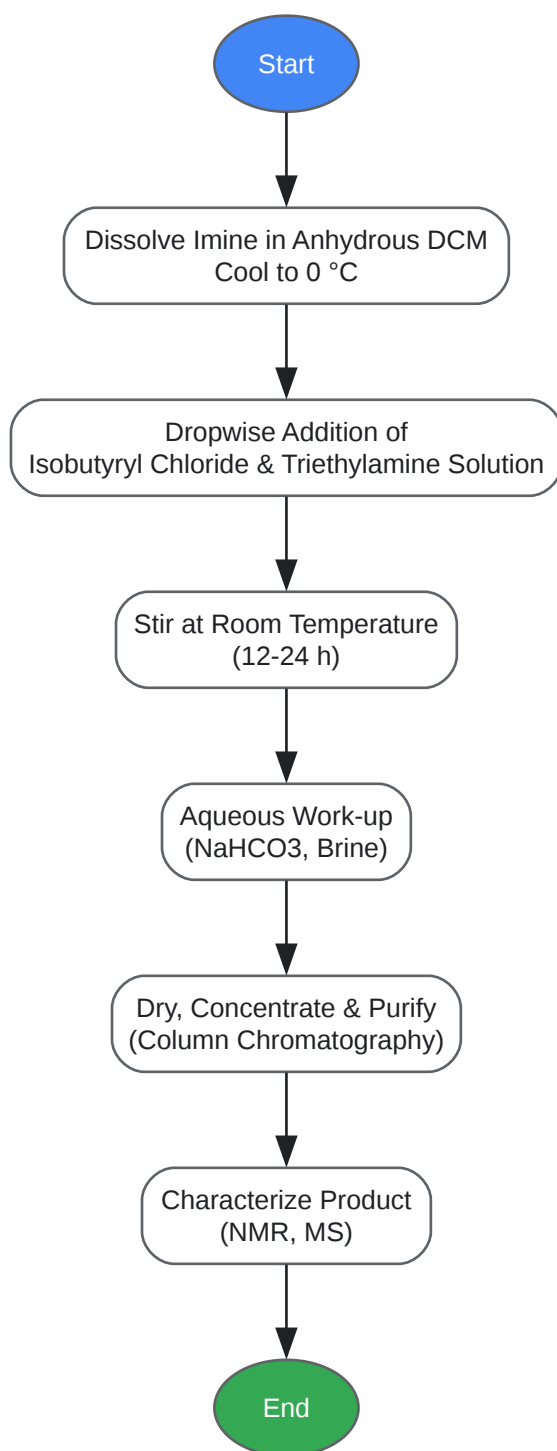 Start
Dissolve Imine in Anhydrous DCM
Cool to 0 °C
Dropwise Addition of
Isobutyryl Chloride & Triethylamine Solution
Stir at Room Temperature
(12-24 h)
Aqueous Work-up
(NaHCO3, Brine)
Dry, Concentrate & Purify
(Column Chromatography)
Characterize Product
(NMR, MS)
End